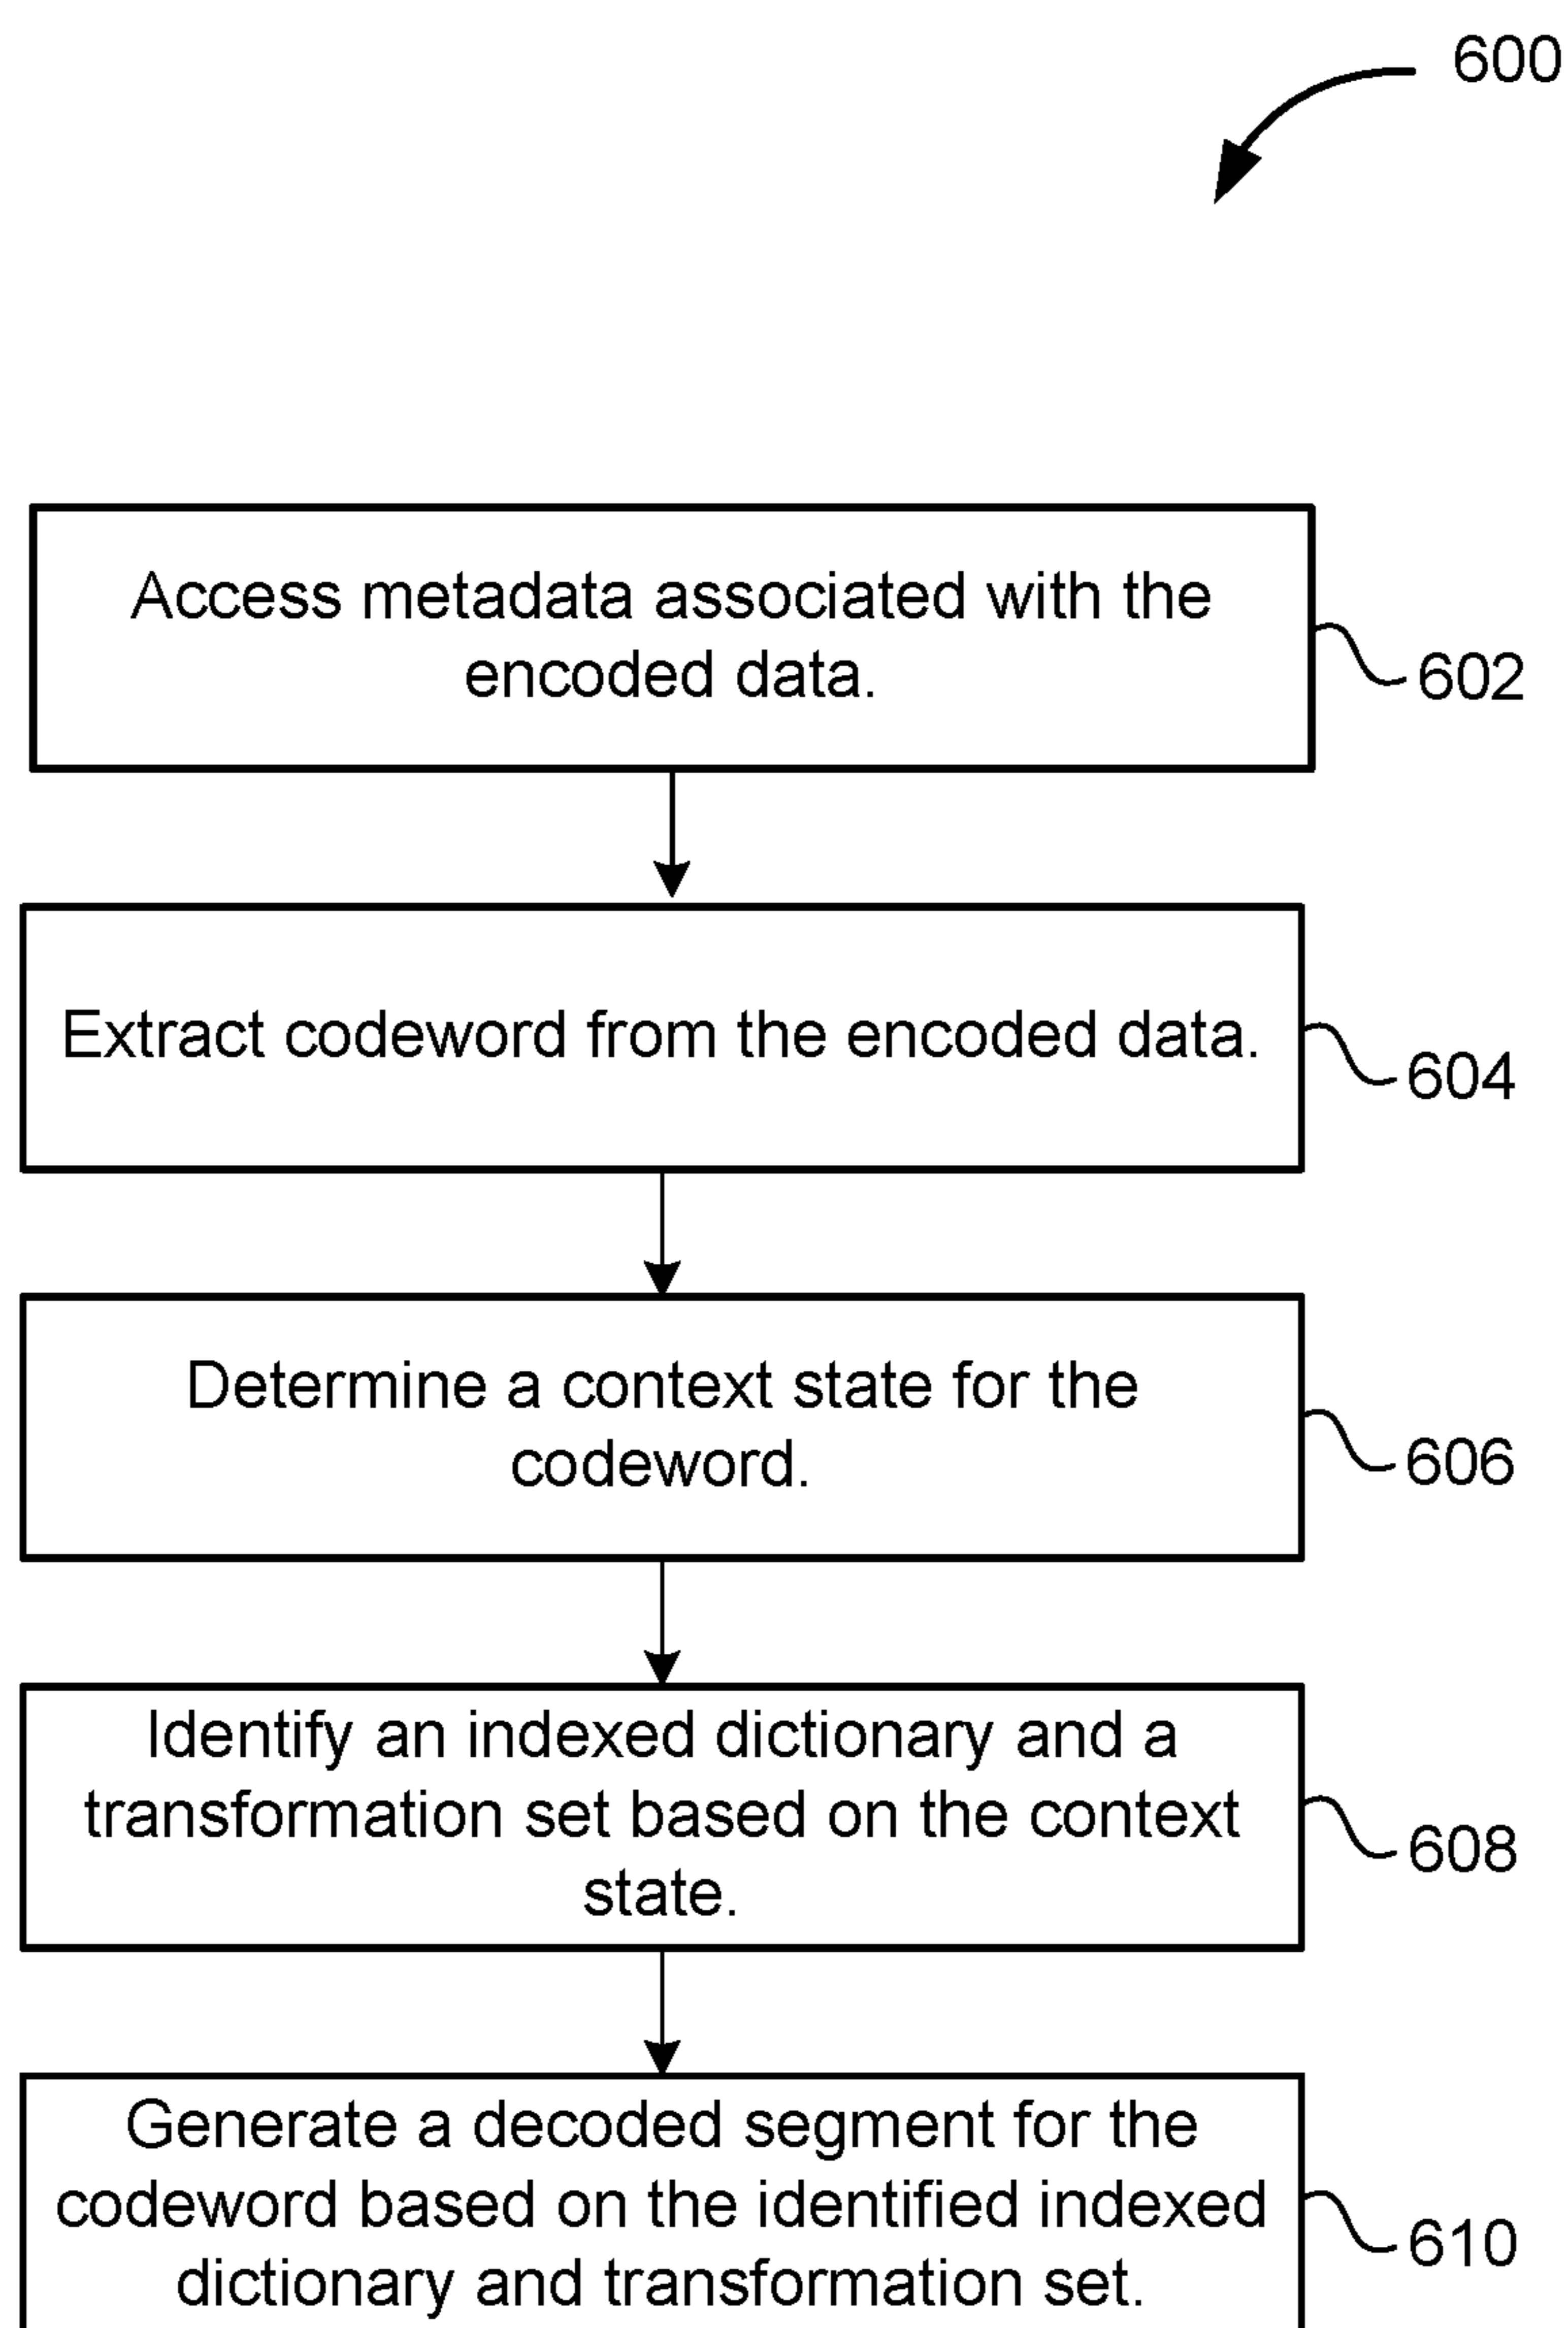 600
Access metadata associated with the
encoded data.
602
Extract codeword from the encoded data.
604
Determine a context state for the
codeword.
606
Identify an indexed dictionary and a
transformation set based on the context
state.
608
Generate a decoded segment for the
codeword based on the identified indexed
dictionary and transformation set.
610